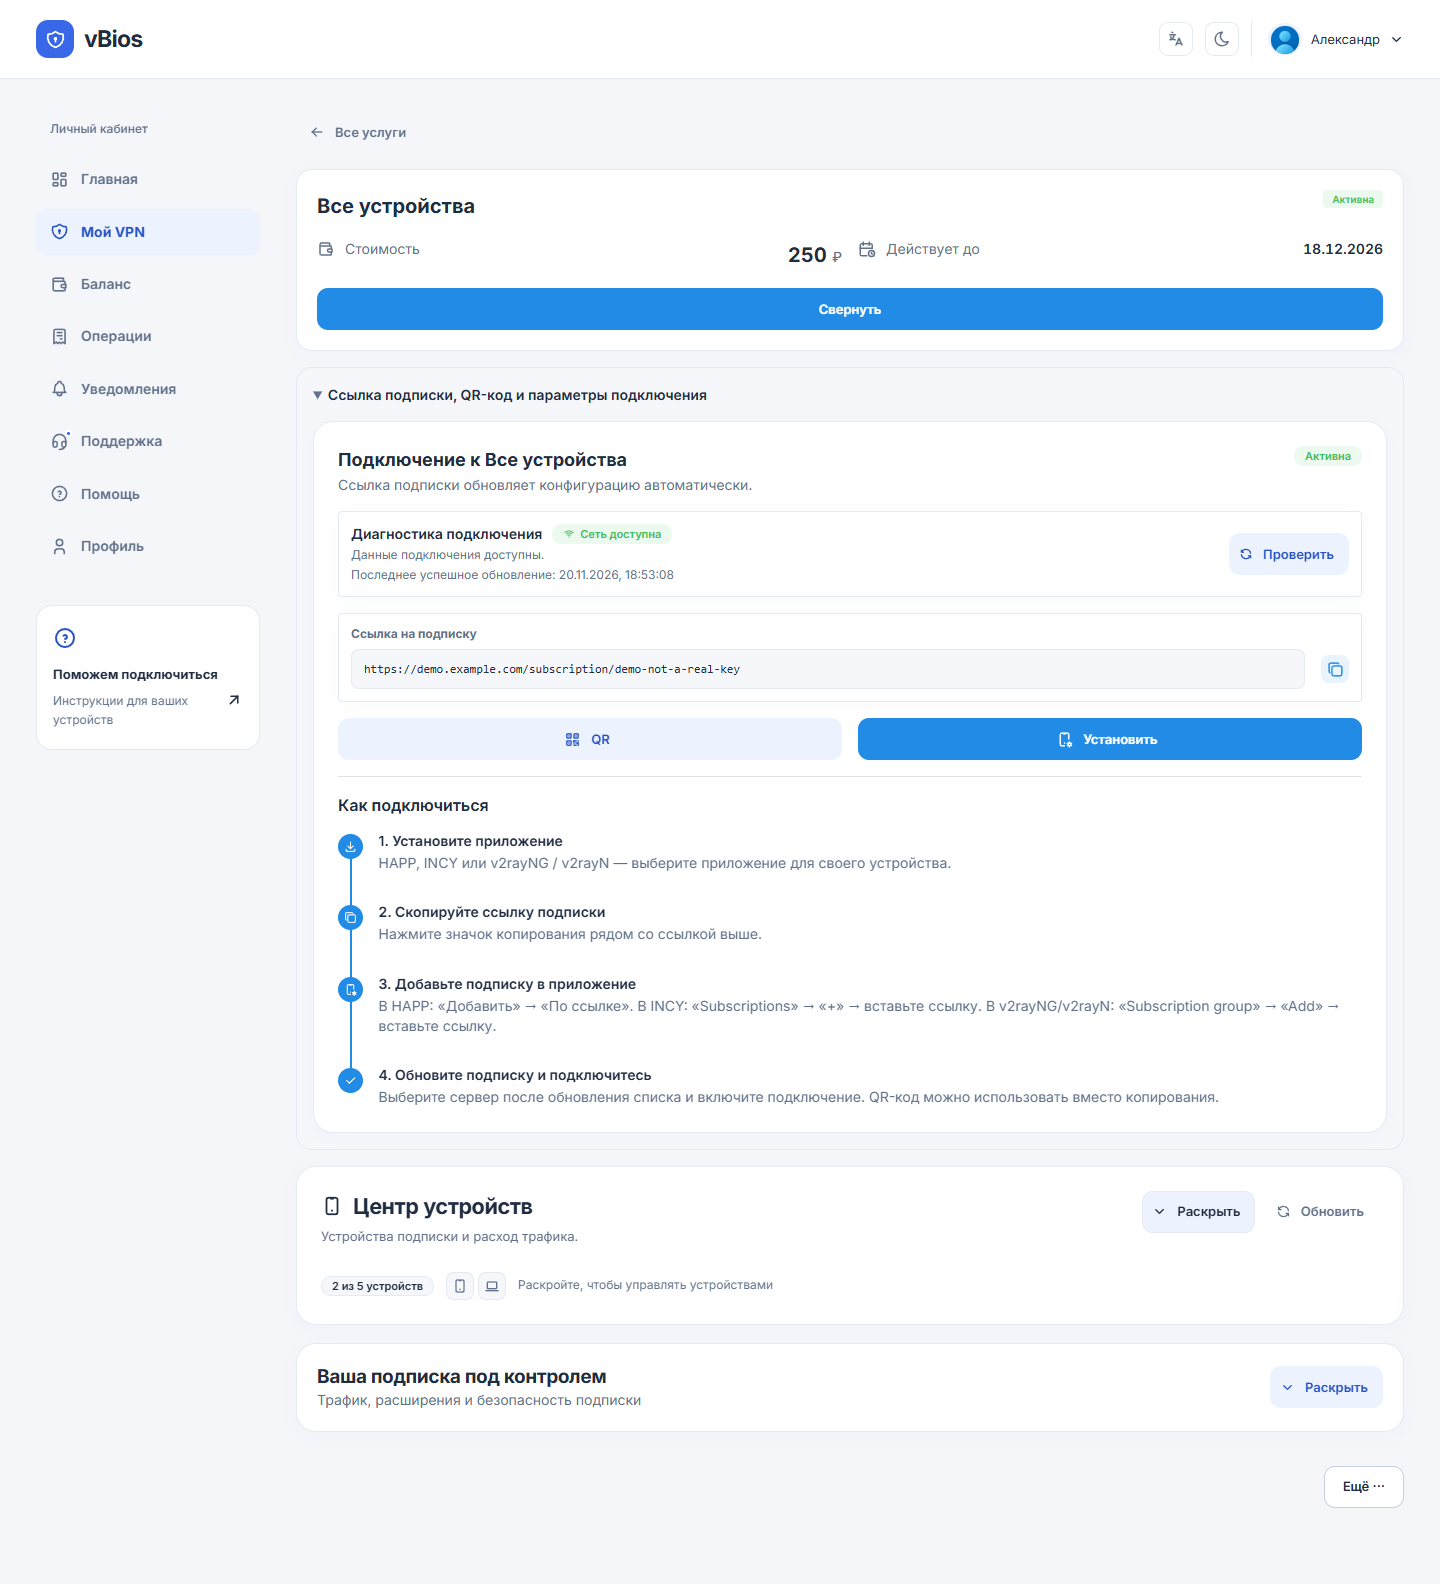 vBios
Александр
Личный кабинет
Главная
Мой VPN
Баланс
Операции
Уведомления
Поддержка
Помощь
Профиль
Поможем подключиться
Инструкции для ваших
устройств
Все услуги
Все устройства
Активна
Стоимость
250 ₽
Действует до
18.12.2026
Свернуть
Ссылка подписки, QR-код и параметры подключения
Подключение к Все устройства
Активна
Ссылка подписки обновляет конфигурацию автоматически.
Диагностика подключения
Сеть доступна
Данные подключения доступны.
Последнее успешное обновление: 20.11.2026, 18:53:08
Проверить
Ссылка на подписку
https://demo.example.com/subscription/demo-not-a-real-key
QR
Установить
Как подключиться
1. Установите приложение
HAPP, INCY или v2rayNG / v2rayN — выберите приложение для своего устройства.
2. Скопируйте ссылку подписки
Нажмите значок копирования рядом со ссылкой выше.
3. Добавьте подписку в приложение
В HAPP: «Добавить» → «По ссылке». В INCY: «Subscriptions» → «+» → вставьте ссылку. В v2rayNG/v2rayN: «Subscription group» → «Add» →
вставьте ссылку.
4. Обновите подписку и подключитесь
Выберите сервер после обновления списка и включите подключение. QR-код можно использовать вместо копирования.
Центр устройств
Раскрыть
Обновить
Устройства подписки и расход трафика.
2 из 5 устройств
Раскройте, чтобы управлять устройствами
Ваша подписка под контролем
Трафик, расширения и безопасность подписки
Раскрыть
Ещё ···